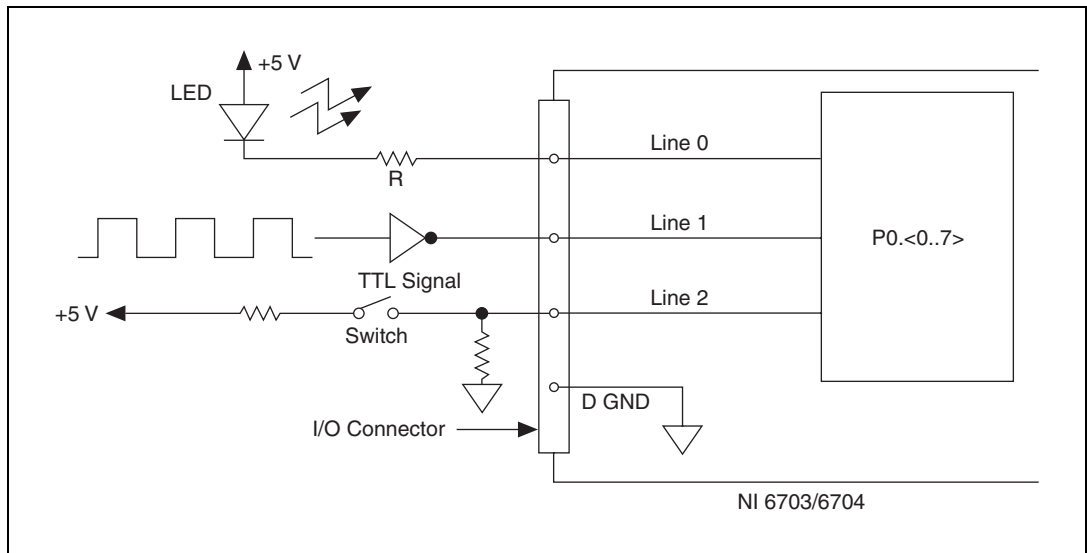 +5 V
LED
Line 0
R
Line 1
P0.<0..7>
TTL Signal
Line 2
+5 V
Switch
D GND
I/O Connector
NI 6703/6704